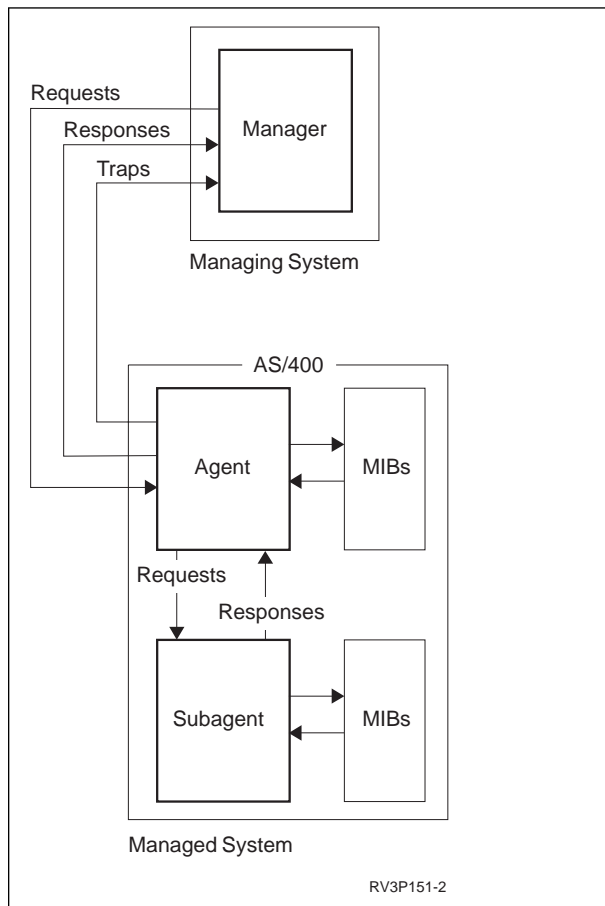 Requests
Responses
Traps
Manager
Managing System
AS/400
Agent
MIBs
Requests
Responses
Subagent
MIBs
Managed System
RV3P151-2